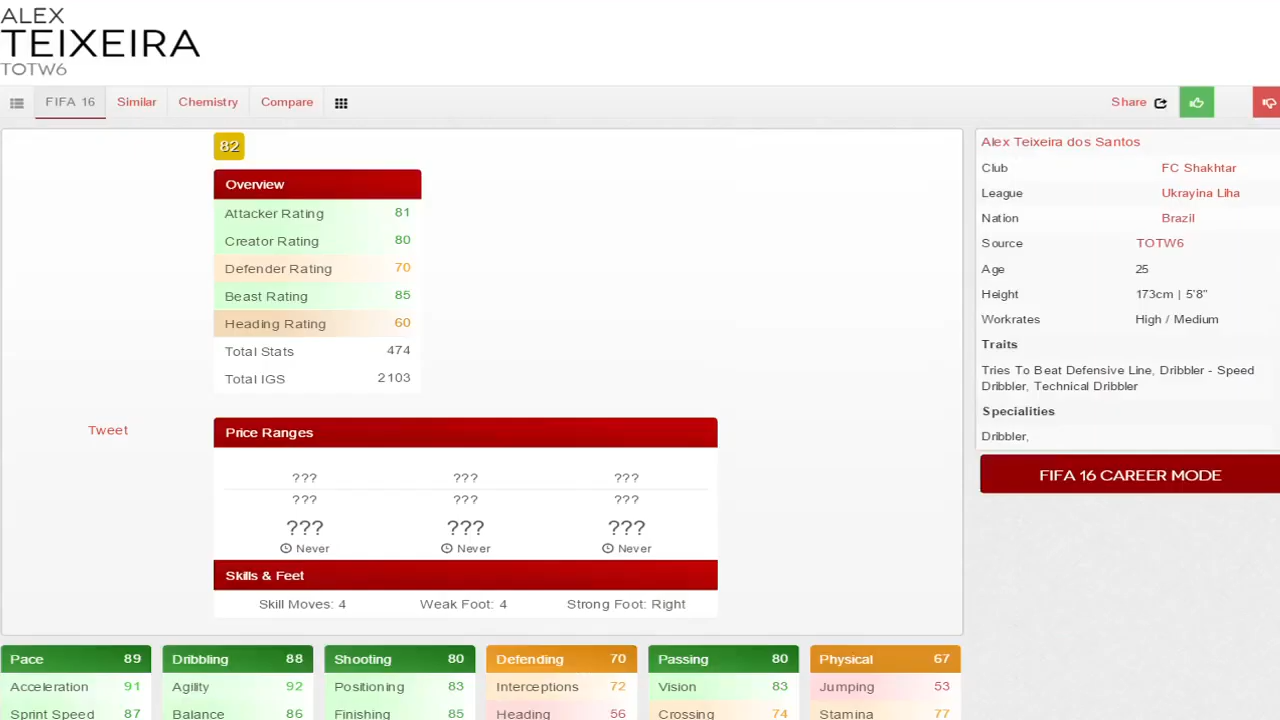 ALEX
TEIXEIRA
TOTW6
FIFA 16 Similar Chemistry Compare Share
82
Overview
Attacker Rating 81
Creator Rating 80
Defender Rating 70
Beast Rating 85
Heading Rating 60
Total Stats 474
Total IGS 2103
Tweet
Price Ranges
??? ??? ???
??? ??? ???
??? ??? ???
Never Never Never
Skills & Feet
Skill Moves: 4 Weak Foot: 4 Strong Foot: Right
Alex Teixeira dos Santos
Club FC Shakhtar
League Ukrayina Liha
Nation Brazil
Source TOTW6
Age 25
Height 173cm | 5'8"
Workrates High / Medium
Traits
Tries To Beat Defensive Line, Dribbler - Speed
Dribbler, Technical Dribbler
Specialities
Dribbler,
FIFA 16 CAREER MODE
Pace 89 Dribbling 88 Shooting 80 Defending 70 Passing 80 Physical 67
Acceleration 91 Agility 92 Positioning 83 Interceptions 72 Vision 83 Jumping 53
Sprint Speed 87 Balance 86 Finishing 85 Heading 56 Crossing 74 Stamina 77